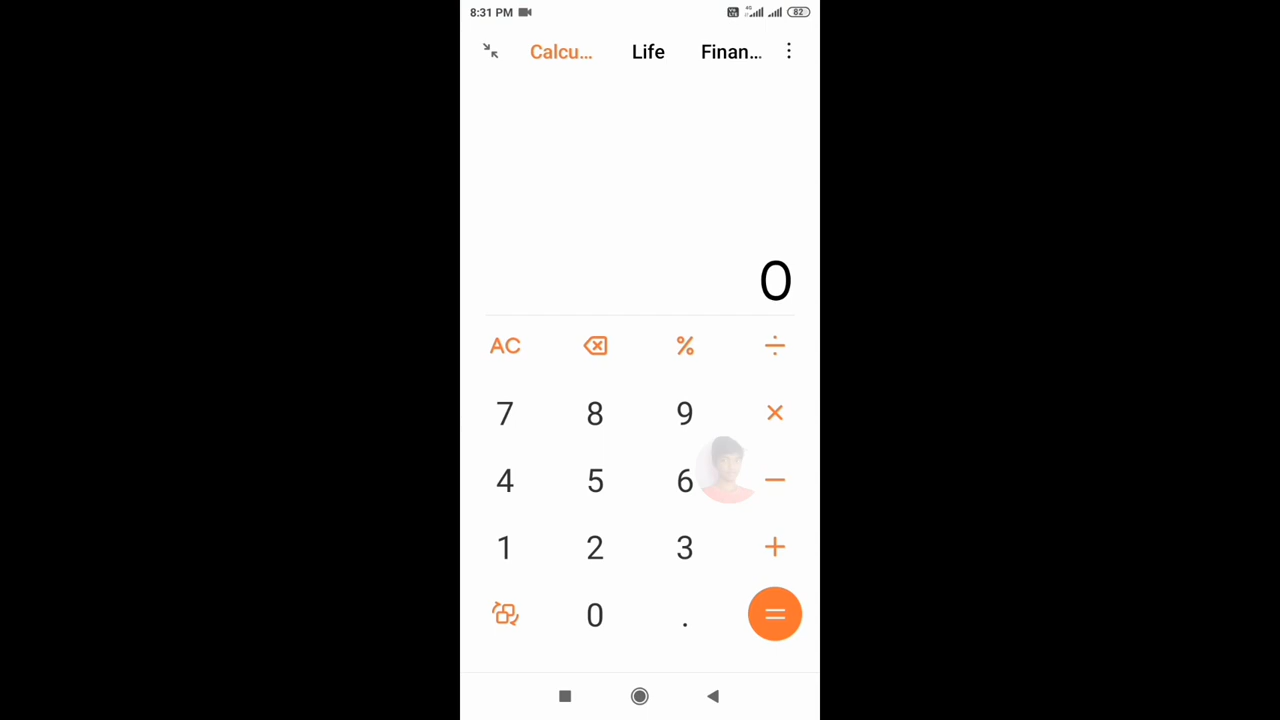 8:31 PM 4G 82
Calcu... Life Finan...
0
AC % ÷
7 8 9 ×
4 5 6 −
1 2 3 +
0 . =